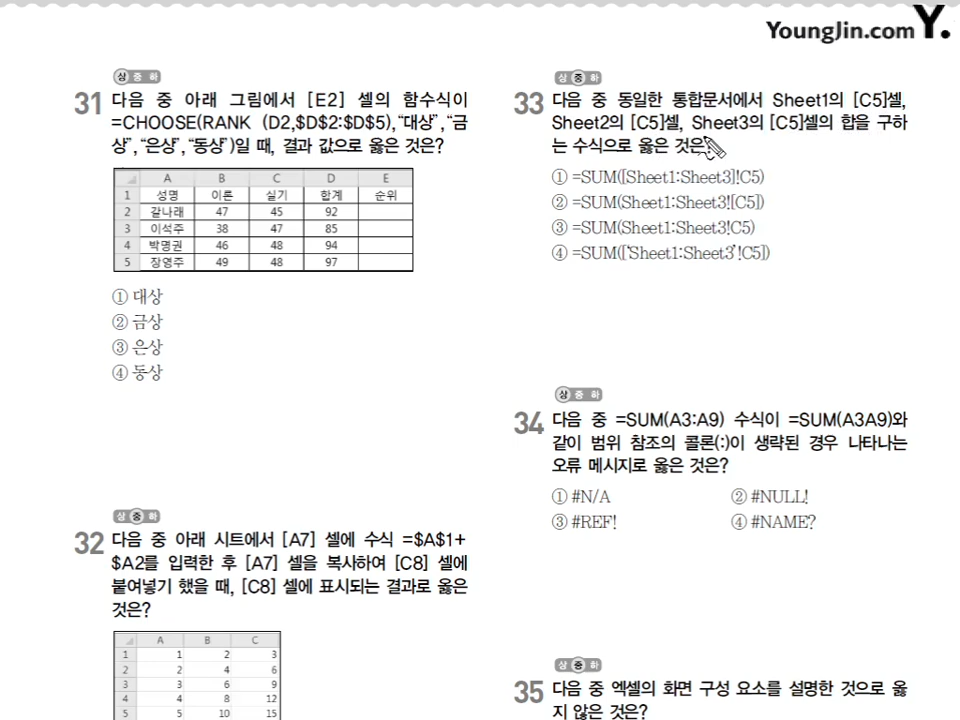 YoungJin.com Y.
상 중 하
31 다음 중 아래 그림에서 [E2] 셀의 함수식이
=CHOOSE(RANK (D2,$D$2:$D$5),“대상”,“금
상”,“은상”,“동상”)일 때, 결과 값으로 옳은 것은?
A B C D E
1 성명 이론 실기 합계 순위
2 갈나래 47 45 92
3 이석주 38 47 85
4 박명권 46 48 94
5 장영주 49 48 97
① 대상
② 금상
③ 은상
④ 동상
상 중 하
32 다음 중 아래 시트에서 [A7] 셀에 수식 =$A$1+
$A2를 입력한 후 [A7] 셀을 복사하여 [C8] 셀에
붙여넣기 했을 때, [C8] 셀에 표시되는 결과로 옳은
것은?
A B C
1 1 2 3
2 2 4 6
3 3 6 9
4 4 8 12
5 5 10 15
상 중 하
33 다음 중 동일한 통합문서에서 Sheet1의 [C5]셀,
Sheet2의 [C5]셀, Sheet3의 [C5]셀의 합을 구하
는 수식으로 옳은 것은?
① =SUM([Sheet1:Sheet3]!C5)
② =SUM(Sheet1:Sheet3![C5])
③ =SUM(Sheet1:Sheet3!C5)
④ =SUM(['Sheet1:Sheet3'!C5])
상 중 하
34 다음 중 =SUM(A3:A9) 수식이 =SUM(A3A9)와
같이 범위 참조의 콜론(:)이 생략된 경우 나타나는
오류 메시지로 옳은 것은?
① #N/A ② #NULL!
③ #REF! ④ #NAME?
상 중 하
35 다음 중 엑셀의 화면 구성 요소를 설명한 것으로 옳
지 않은 것은?